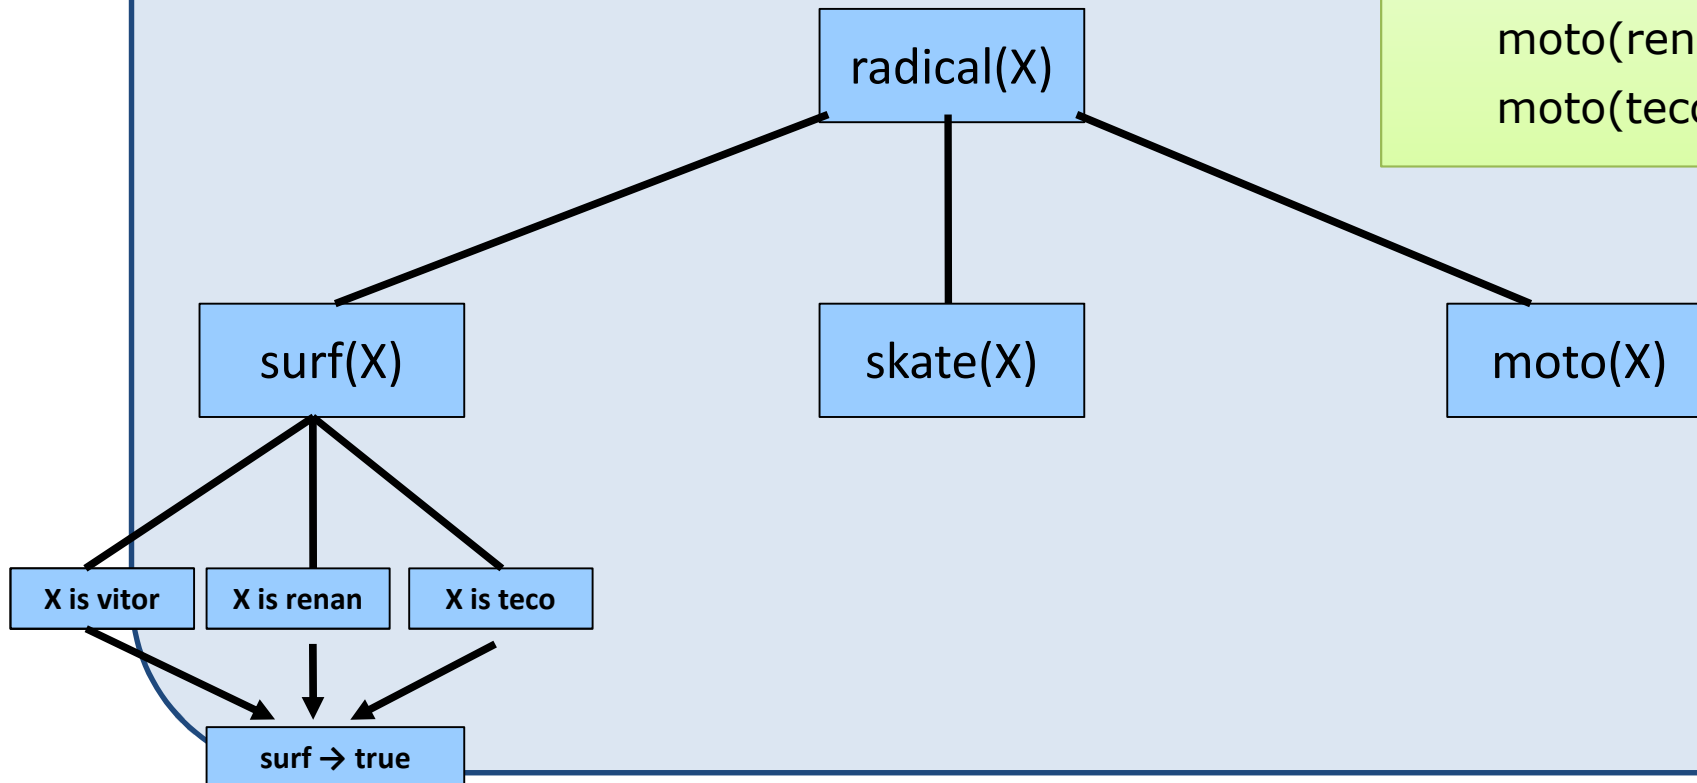 moto(ren
moto(teco
radical(X)
surf(X)
skate(X)
moto(X)
X is vitor
X is renan
X is teco
surf → true